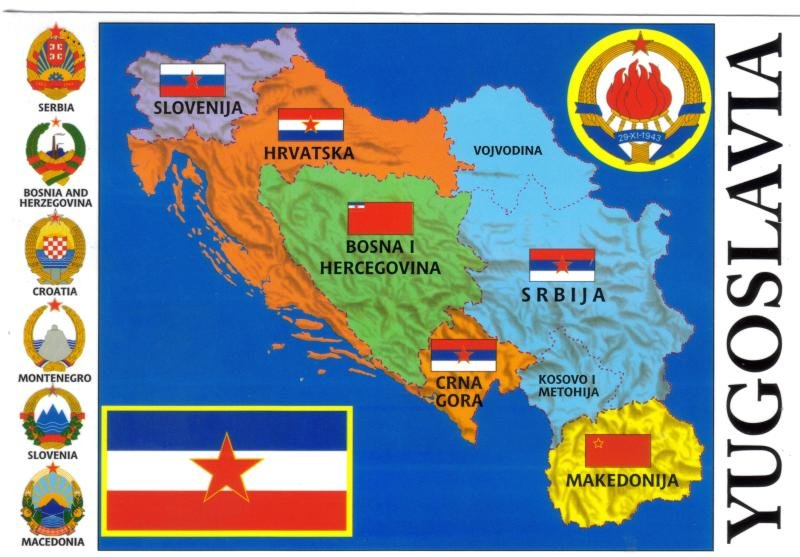 SERBIA
BOSNIA AND
HERZEGOVINA
CROATIA
MONTENEGRO
SLOVENIA
MACEDONIA
SLOVENIJA
HRVATSKA
VOJVODINA
BOSNA I
HERCEGOVINA
SRBIJA
CRNA
GORA
KOSOVO I
METOHIJA
MAKEDONIJA
29·XI·1943
YUGOSLAVIA